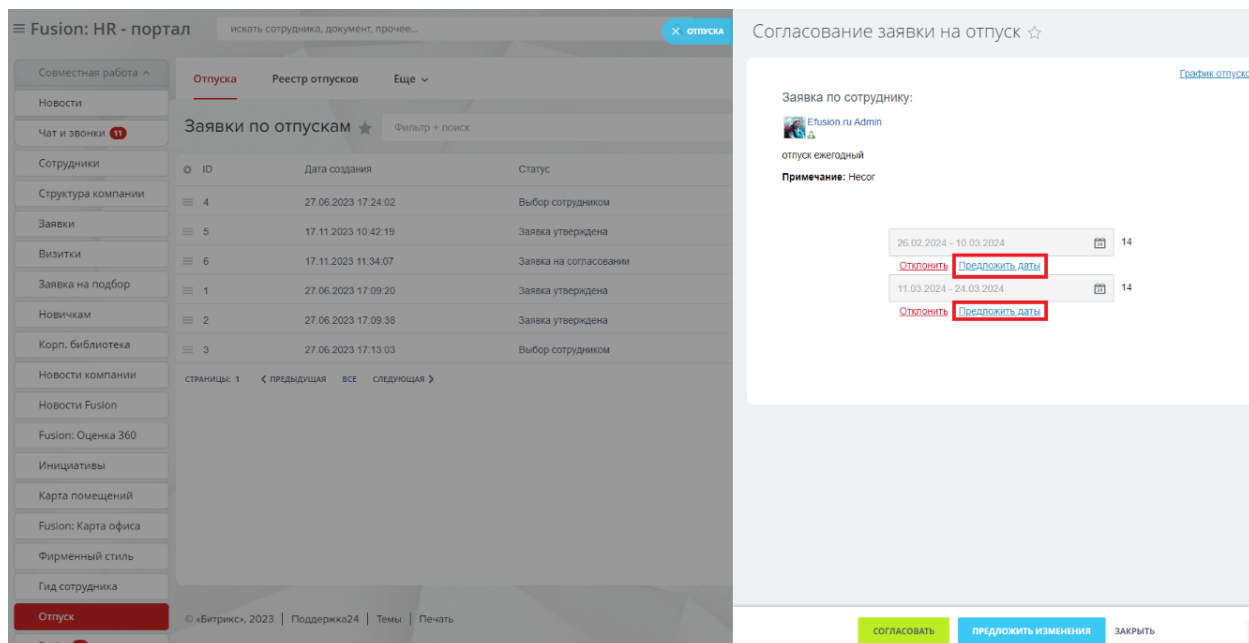 Fusion: HR - портал
искать сотрудника, документ, прочее...
ОТПУСКА
Совместная работа
Новости
Чат и звонки 11
Сотрудники
Структура компании
Заявки
Визитки
Заявка на подбор
Новичкам
Корп. библиотека
Новости компании
Новости Fusion
Fusion: Оценка 360
Инициативы
Карта помещений
Fusion: Карта офиса
Фирменный стиль
Гид сотрудника
Отпуск
Отпуска Реестр отпусков Еще
Заявки по отпускам Фильтр + поиск
ID Дата создания Статус
4 27.06.2023 17:24:02 Выбор сотрудником
5 17.11.2023 10:42:19 Заявка утверждена
6 17.11.2023 11:34:07 Заявка на согласовании
1 27.06.2023 17:09:20 Заявка утверждена
2 27.06.2023 17:09:38 Заявка утверждена
3 27.06.2023 17:13:03 Выбор сотрудником
СТРАНИЦЫ: 1 ПРЕДЫДУЩАЯ ВСЕ СЛЕДУЮЩАЯ
© «Битрикс», 2023 | Поддержка24 | Темы | Печать
Согласование заявки на отпуск
График отпуско
Заявка по сотруднику:
Efusion.ru Admin
отпуск ежегодный
Примечание: Несог
26.02.2024 - 10.03.2024 14
Отклонить Предложить даты
11.03.2024 - 24.03.2024 14
Отклонить Предложить даты
СОГЛАСОВАТЬ ПРЕДЛОЖИТЬ ИЗМЕНЕНИЯ ЗАКРЫТЬ